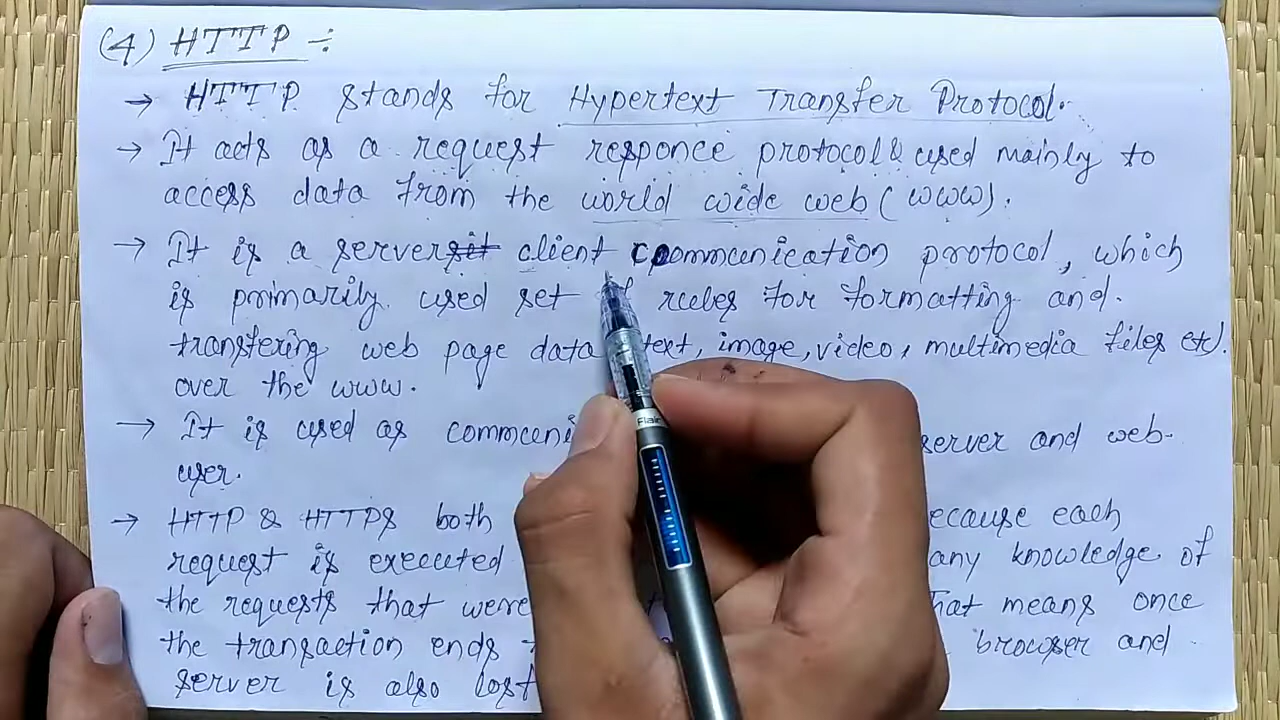 (4) HTTP ÷
→ HTTP stands for Hypertext Transfer Protocol.
→ It acts as a request responce protocol & used mainly to
access data from the world wide web (WWW).
→ It is a server client communication protocol, which
is primarily used set of rules for formatting and
transfering web page data text, image, video, multimedia files etc).
over the www.
→ It is used as server and web-
user.
→ HTTP & HTTPS both because each
request is executed any knowledge of
the requests that were that means once
the transaction ends browser and
server is also lost
Flair